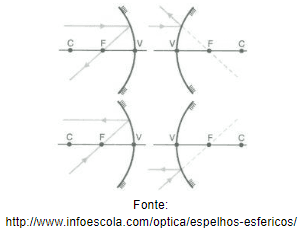 C F V V F C
C F V V F C
Fonte:
http://www.infoescola.com/optica/espelhos-esfericos/